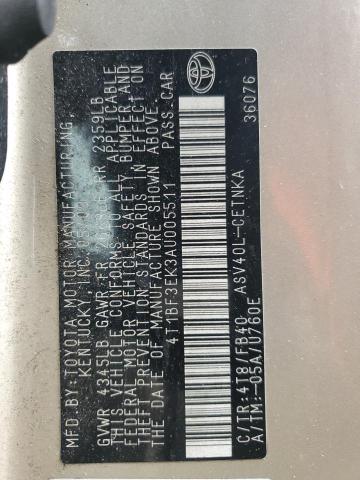 MFD.BY:TOYOTA MOTOR MANUFACTURING,
KENTUCKY, INC.
GVWR 4345LB GAWR FR RR 2359LB
THIS VEHICLE CONFORMS TO ALL APPLICABLE
FEDERAL MOTOR VEHICLE SAFETY, BUMPER, AND
THEFT PREVENTION STANDARDS IN EFFECT ON
THE DATE OF MANUFACTURE SHOWN ABOVE.
4T1BF3EK3AU005511 PASS.CAR
C/TR:4T8/FB40 ASV40L-CETNKA
A/TM:-05A/U760E 36076